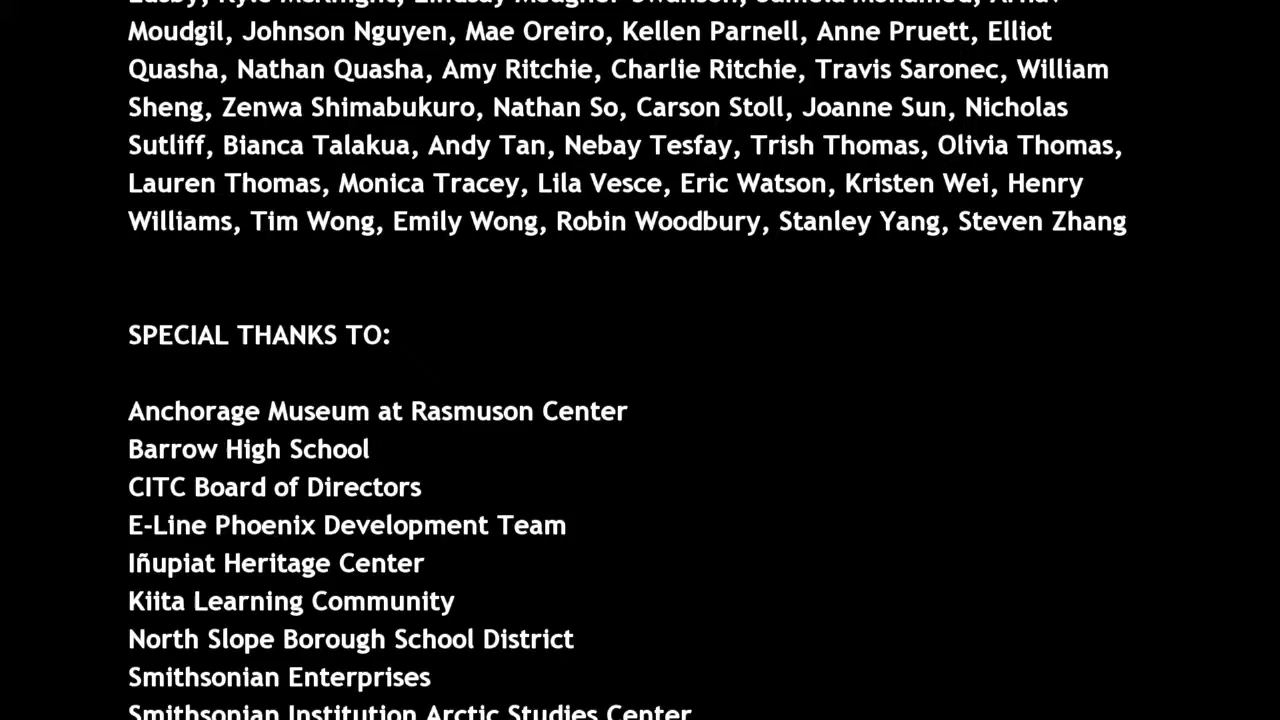 Moudgil, Johnson Nguyen, Mae Oreiro, Kellen Parnell, Anne Pruett, Elliot
Quasha, Nathan Quasha, Amy Ritchie, Charlie Ritchie, Travis Saronec, William
Sheng, Zenwa Shimabukuro, Nathan So, Carson Stoll, Joanne Sun, Nicholas
Sutliff, Bianca Talakua, Andy Tan, Nebay Tesfay, Trish Thomas, Olivia Thomas,
Lauren Thomas, Monica Tracey, Lila Vesce, Eric Watson, Kristen Wei, Henry
Williams, Tim Wong, Emily Wong, Robin Woodbury, Stanley Yang, Steven Zhang
SPECIAL THANKS TO:
Anchorage Museum at Rasmuson Center
Barrow High School
CITC Board of Directors
E-Line Phoenix Development Team
Iñupiat Heritage Center
Kiita Learning Community
North Slope Borough School District
Smithsonian Enterprises
Smithsonian Institution Arctic Studies Center